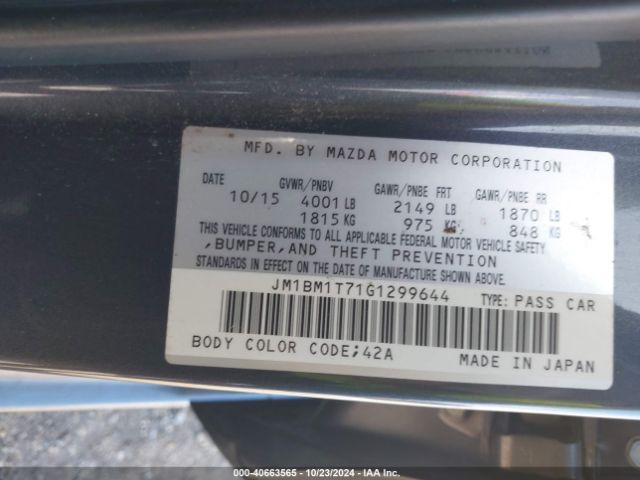 MFD. BY MAZDA MOTOR CORPORATION
DATE GVWR/PNBV GAWR/PNBE FRT GAWR/PNBE RR
10/15 4001 LB 2149 LB 1870 LB
1815 KG 975 KG 848 KG
THIS VEHICLE CONFORMS TO ALL APPLICABLE FEDERAL MOTOR VEHICLE SAFETY
,BUMPER,AND THEFT PREVENTION
STANDARDS IN EFFECT ON THE DATE OF MANUFACTURE SHOWN ABOVE.
JM1BM1T71G1299644 TYPE: PASS CAR
BODY COLOR CODE;42A MADE IN JAPAN
000-40663565 - 10/23/2024 - IAA Inc.